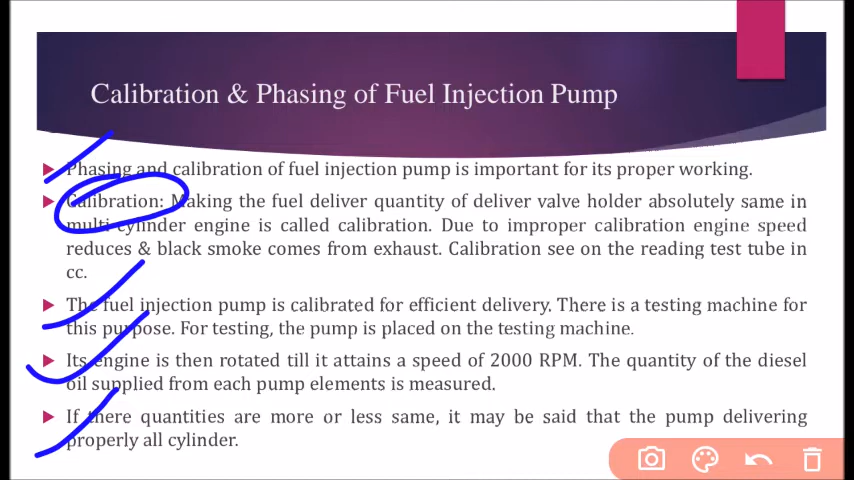 Calibration & Phasing of Fuel Injection Pump
Phasing and calibration of fuel injection pump is important for its proper working.
Calibration: Making the fuel deliver quantity of deliver valve holder absolutely same in
multi cylinder engine is called calibration. Due to improper calibration engine speed
reduces & black smoke comes from exhaust. Calibration see on the reading test tube in
cc.
The fuel injection pump is calibrated for efficient delivery. There is a testing machine for
this purpose. For testing, the pump is placed on the testing machine.
Its engine is then rotated till it attains a speed of 2000 RPM. The quantity of the diesel
oil supplied from each pump elements is measured.
If there quantities are more or less same, it may be said that the pump delivering
properly all cylinder.